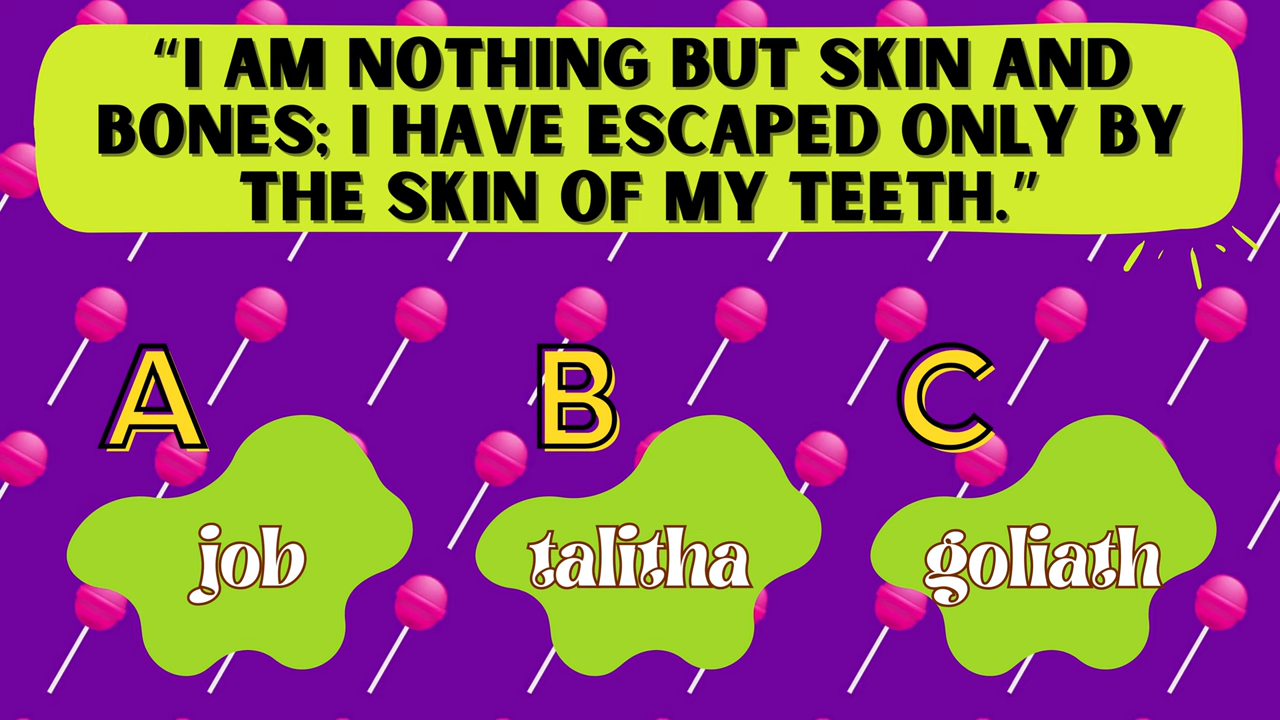 “I AM NOTHING BUT SKIN AND
BONES; I HAVE ESCAPED ONLY BY
THE SKIN OF MY TEETH.”
A
B
C
job
talitha
goliath